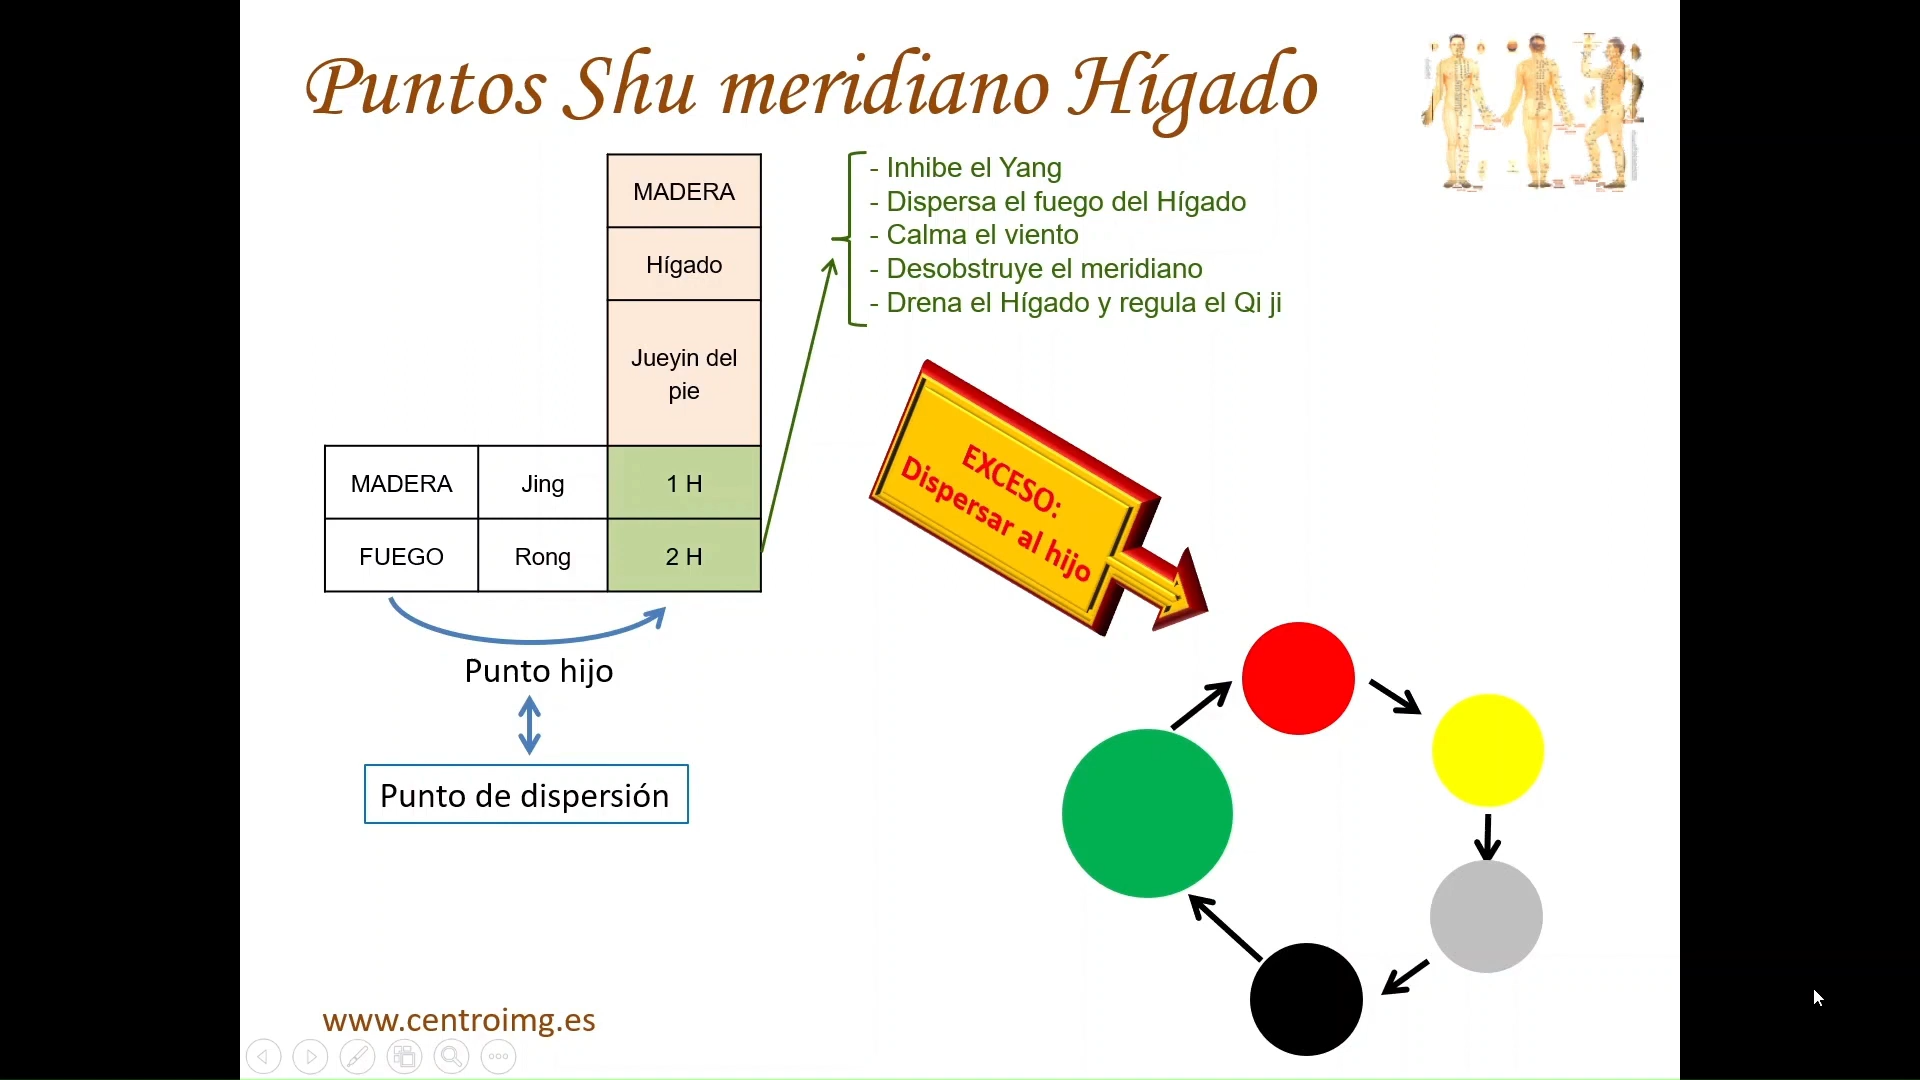 Puntos Shu meridiano Hígado
MADERA
Hígado
Jueyin del
pie
MADERA Jing 1 H
FUEGO Rong 2 H
- Inhibe el Yang
- Dispersa el fuego del Hígado
- Calma el viento
- Desobstruye el meridiano
- Drena el Hígado y regula el Qi ji
EXCESO:
Dispersar al hijo
Punto hijo
Punto de dispersión
www.centroimg.es